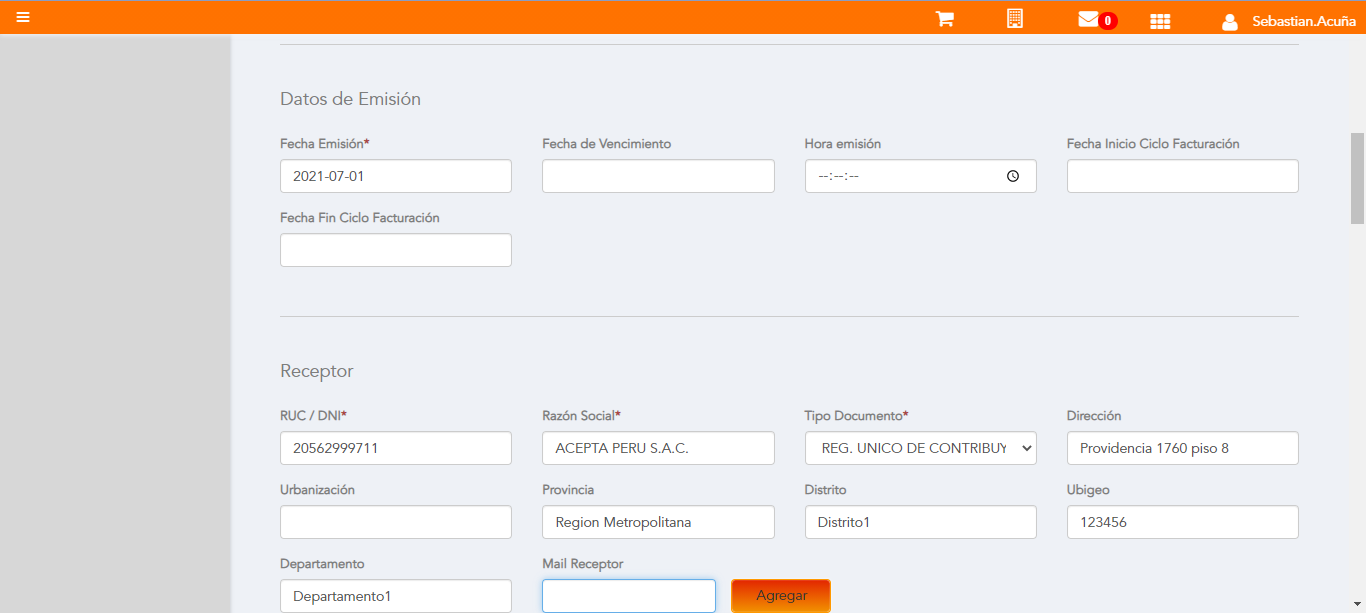 0
Sebastian.Acuña
Datos de Emisión
Fecha Emisión* Fecha de Vencimiento Hora emisión Fecha Inicio Ciclo Facturación
2021-07-01 --:--:--
Fecha Fin Ciclo Facturación
Receptor
RUC / DNI* Razón Social* Tipo Documento* Dirección
20562999711 ACEPTA PERU S.A.C. REG. UNICO DE CONTRIBUY Providencia 1760 piso 8
Urbanización Provincia Distrito Ubigeo
Region Metropolitana Distrito1 123456
Departamento Mail Receptor
Departamento1 Agregar